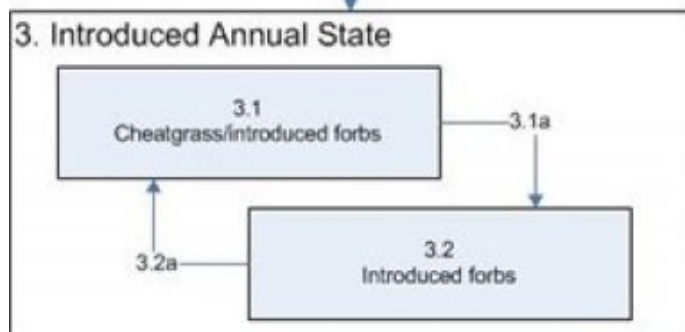 3. Introduced Annual State
3.1
Cheatgrass/introduced forbs
3.1a
3.2
Introduced forbs
3.2a